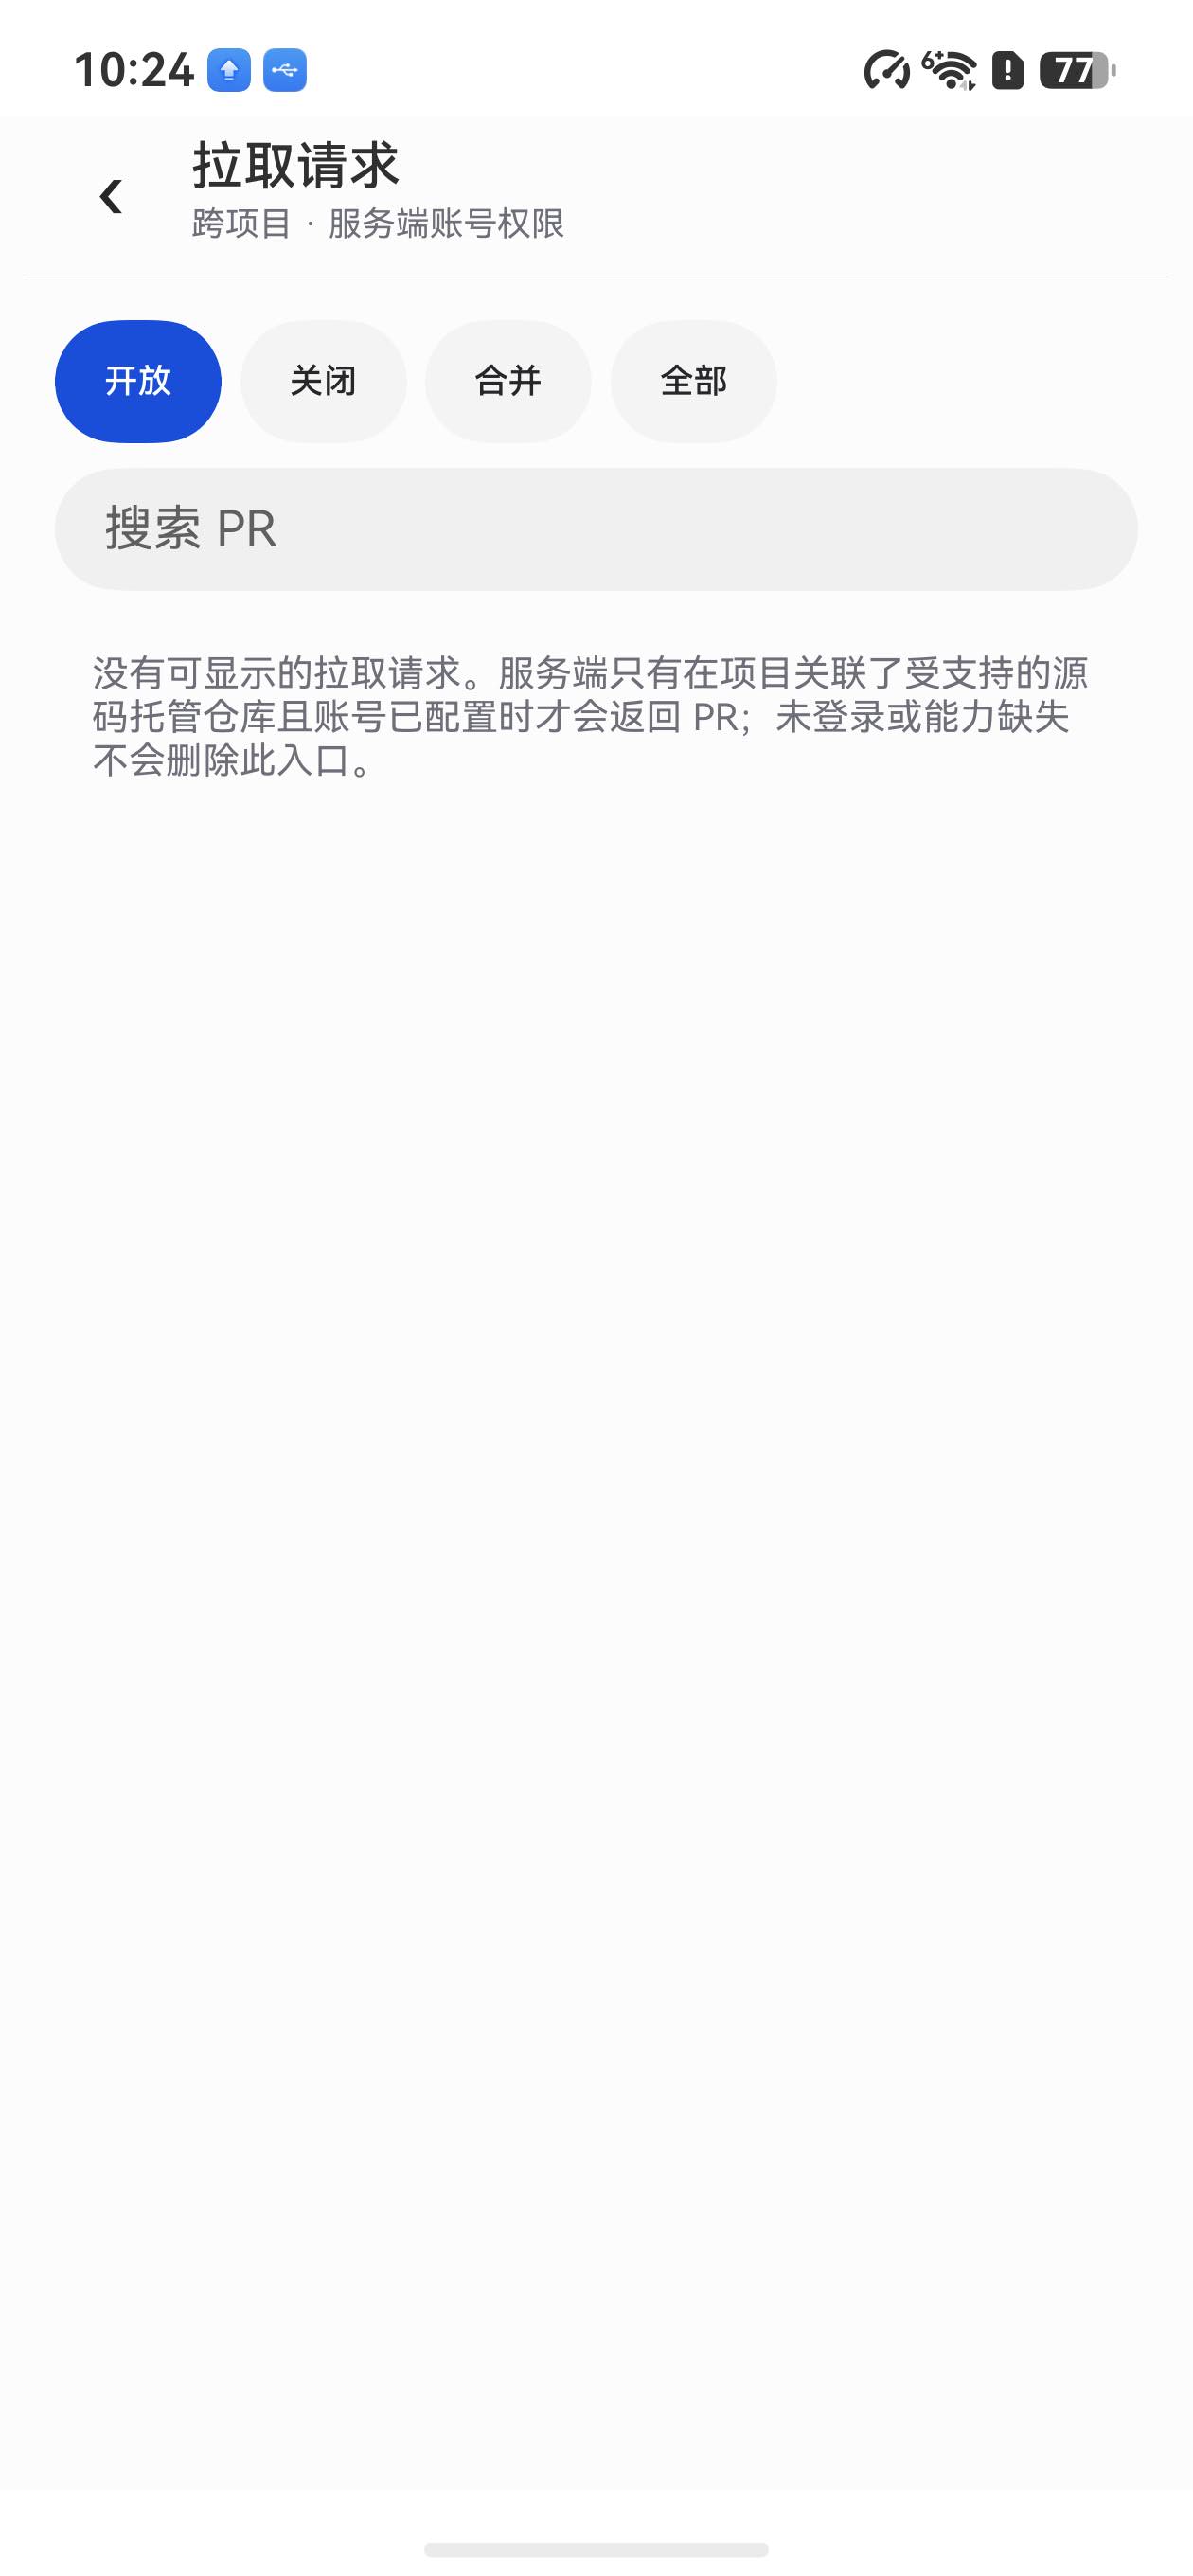 10:24
6+
77
拉取请求
跨项目 · 服务端账号权限
开放
关闭
合并
全部
搜索 PR
没有可显示的拉取请求。服务端只有在项目关联了受支持的源
码托管仓库且账号已配置时才会返回 PR；未登录或能力缺失
不会删除此入口。